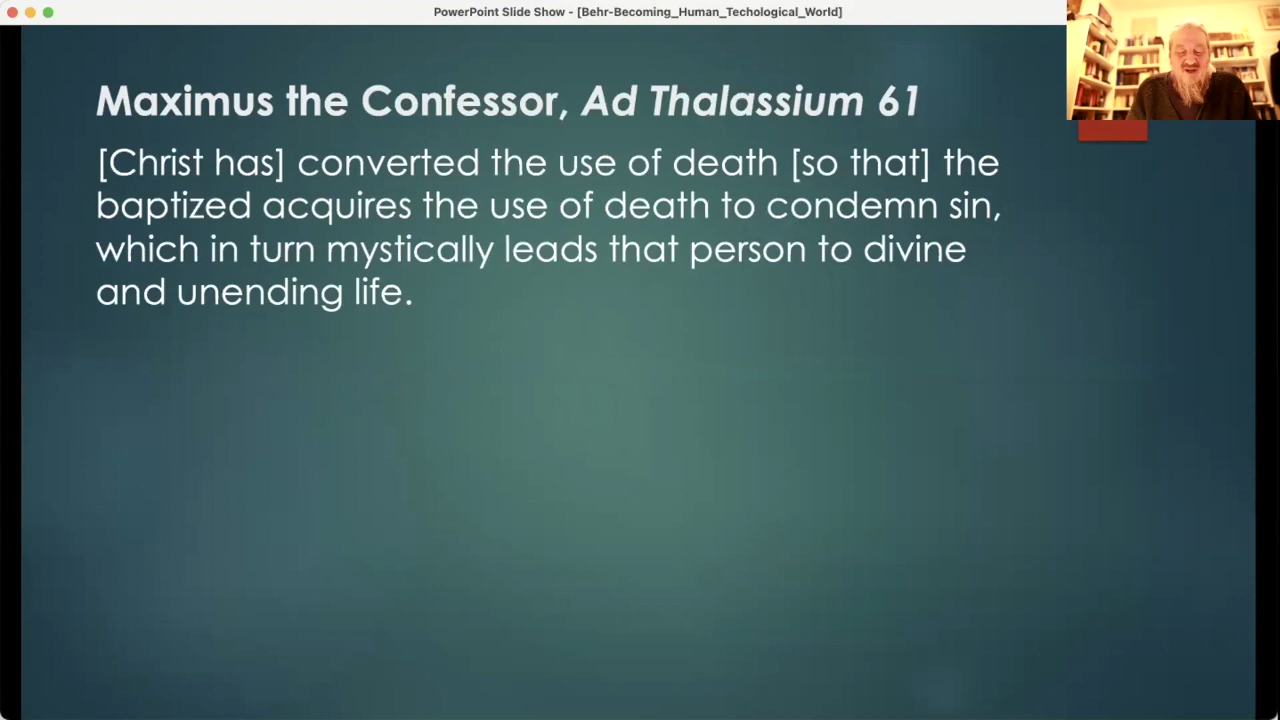 PowerPoint Slide Show - [Behr-Becoming_Human_Techological_World]
Maximus the Confessor, Ad Thalassium 61
[Christ has] converted the use of death [so that] the
baptized acquires the use of death to condemn sin,
which in turn mystically leads that person to divine
and unending life.